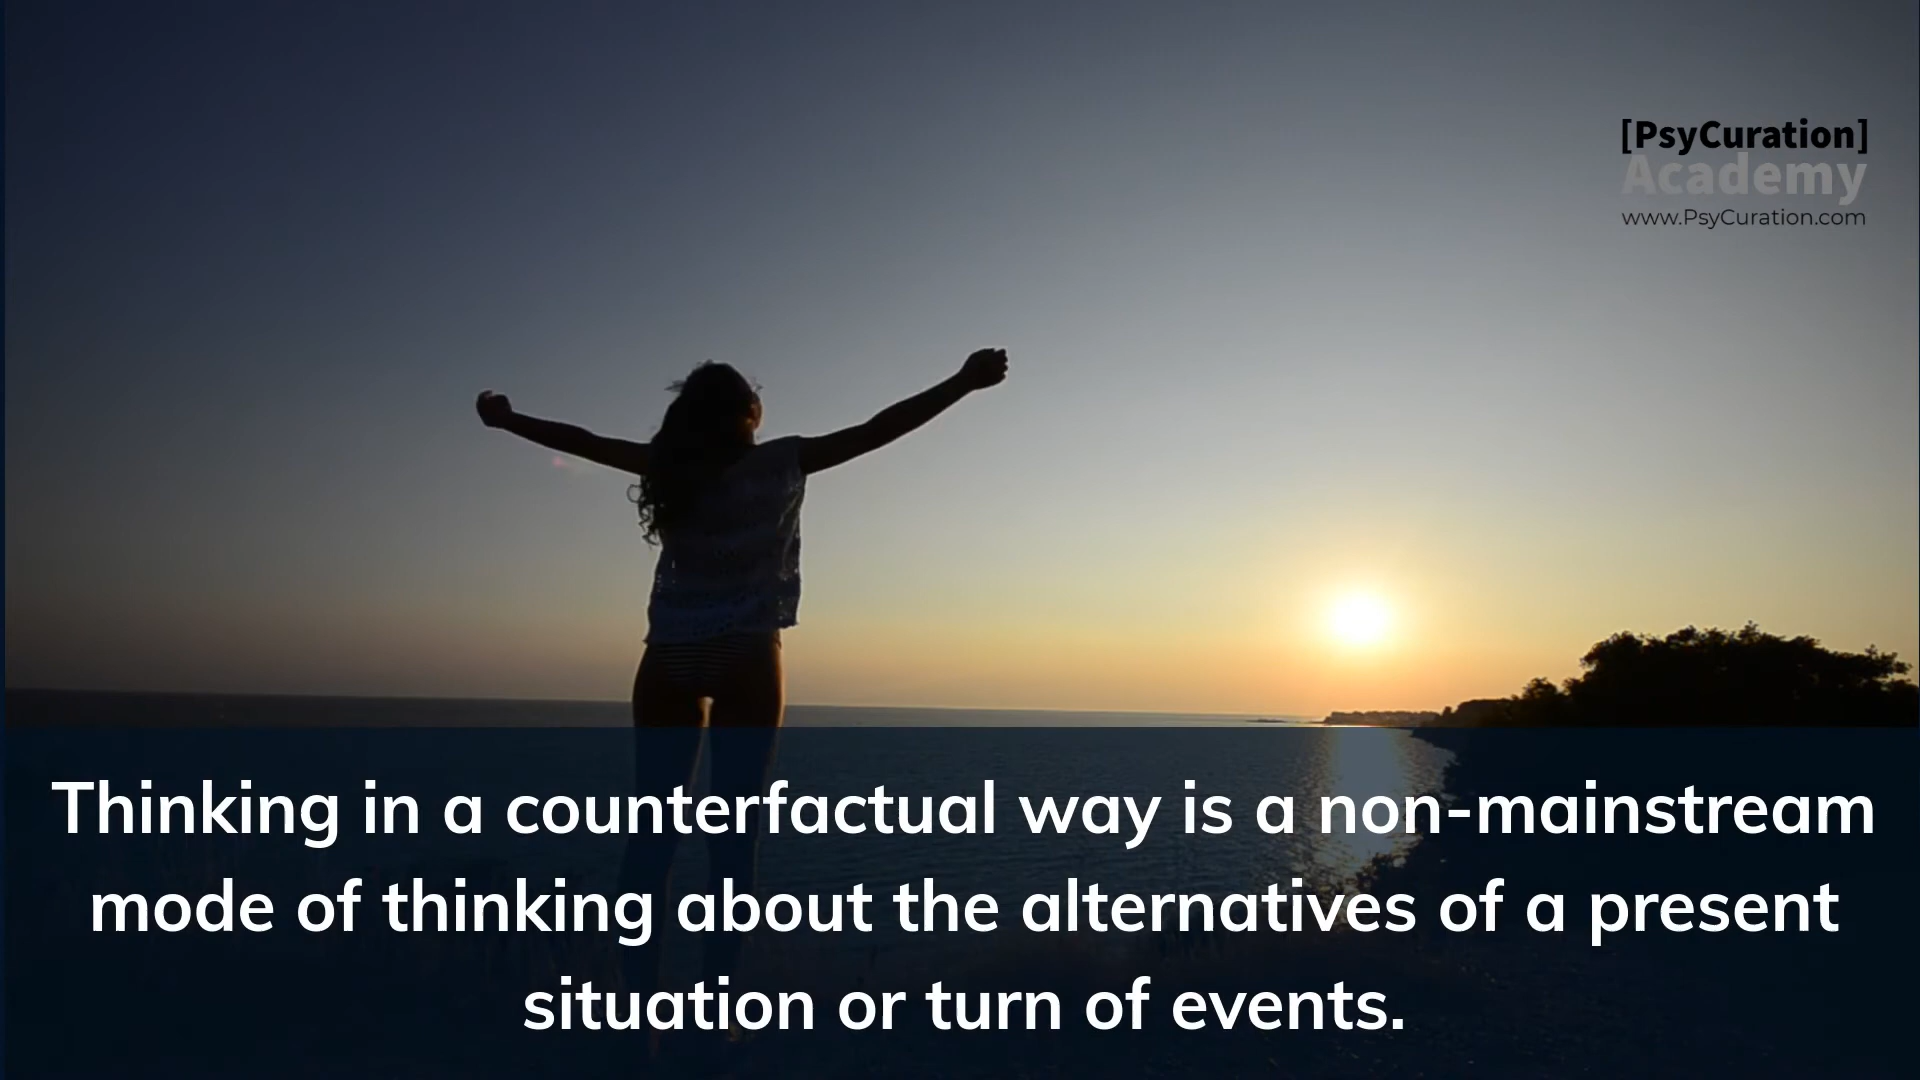 [PsyCuration]
Academy
www.PsyCuration.com
Thinking in a counterfactual way is a non-mainstream
mode of thinking about the alternatives of a present
situation or turn of events.